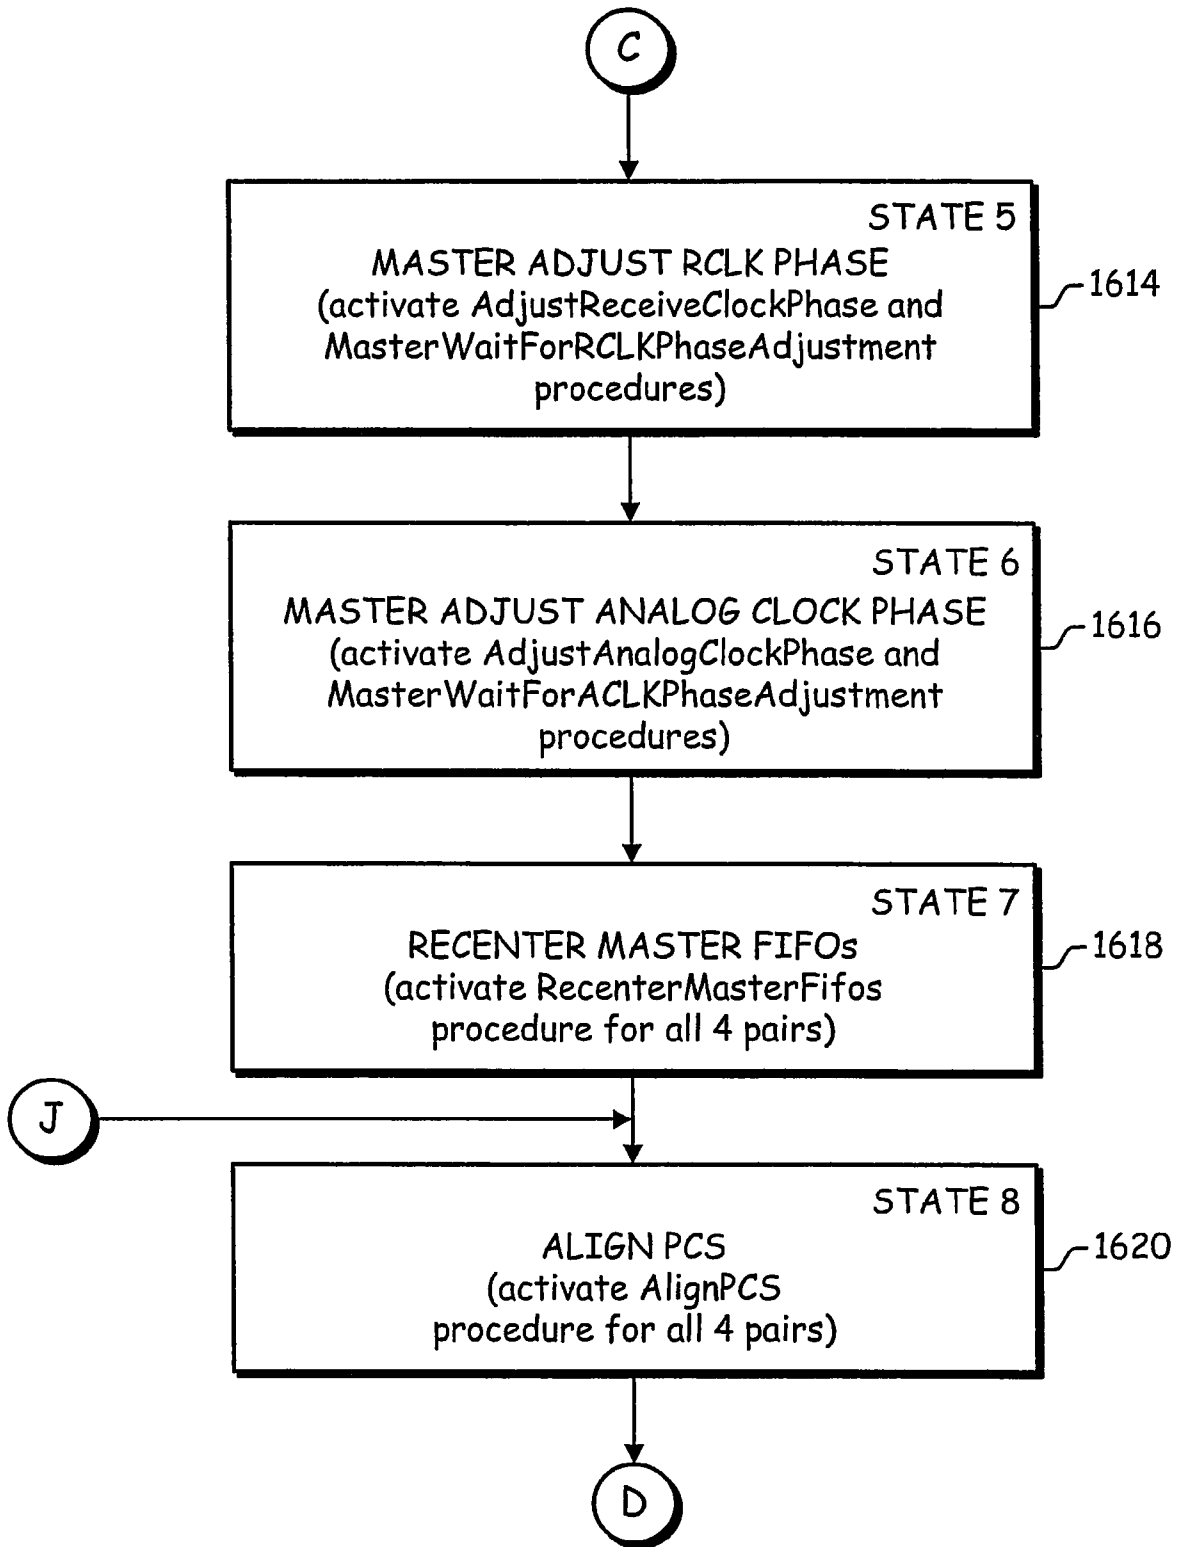 C
STATE 5
MASTER ADJUST RCLK PHASE
(activate AdjustReceiveClockPhase and
MasterWaitForRCLKPhaseAdjustment
procedures)
1614
STATE 6
MASTER ADJUST ANALOG CLOCK PHASE
(activate AdjustAnalogClockPhase and
MasterWaitForACLKPhaseAdjustment
procedures)
1616
STATE 7
RECENTER MASTER FIFOs
(activate RecenterMasterFifos
procedure for all 4 pairs)
1618
J
STATE 8
ALIGN PCS
(activate AlignPCS
procedure for all 4 pairs)
1620
D